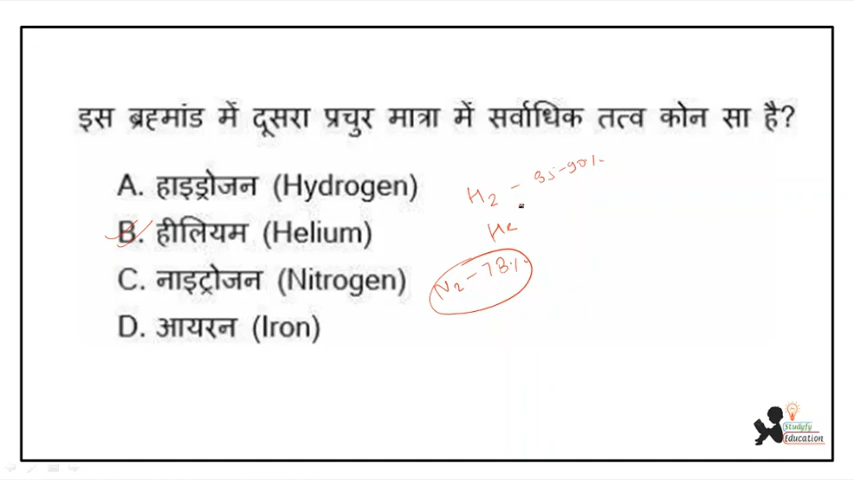 इस ब्रह्मांड में दूसरा प्रचुर मात्रा में सर्वाधिक तत्व कोन सा है?
A. हाइड्रोजन (Hydrogen)
H2 - 85-90%
B. हीलियम (Helium)
He
C. नाइट्रोजन (Nitrogen)
N2 - 78%
D. आयरन (Iron)
Studyfy
Education